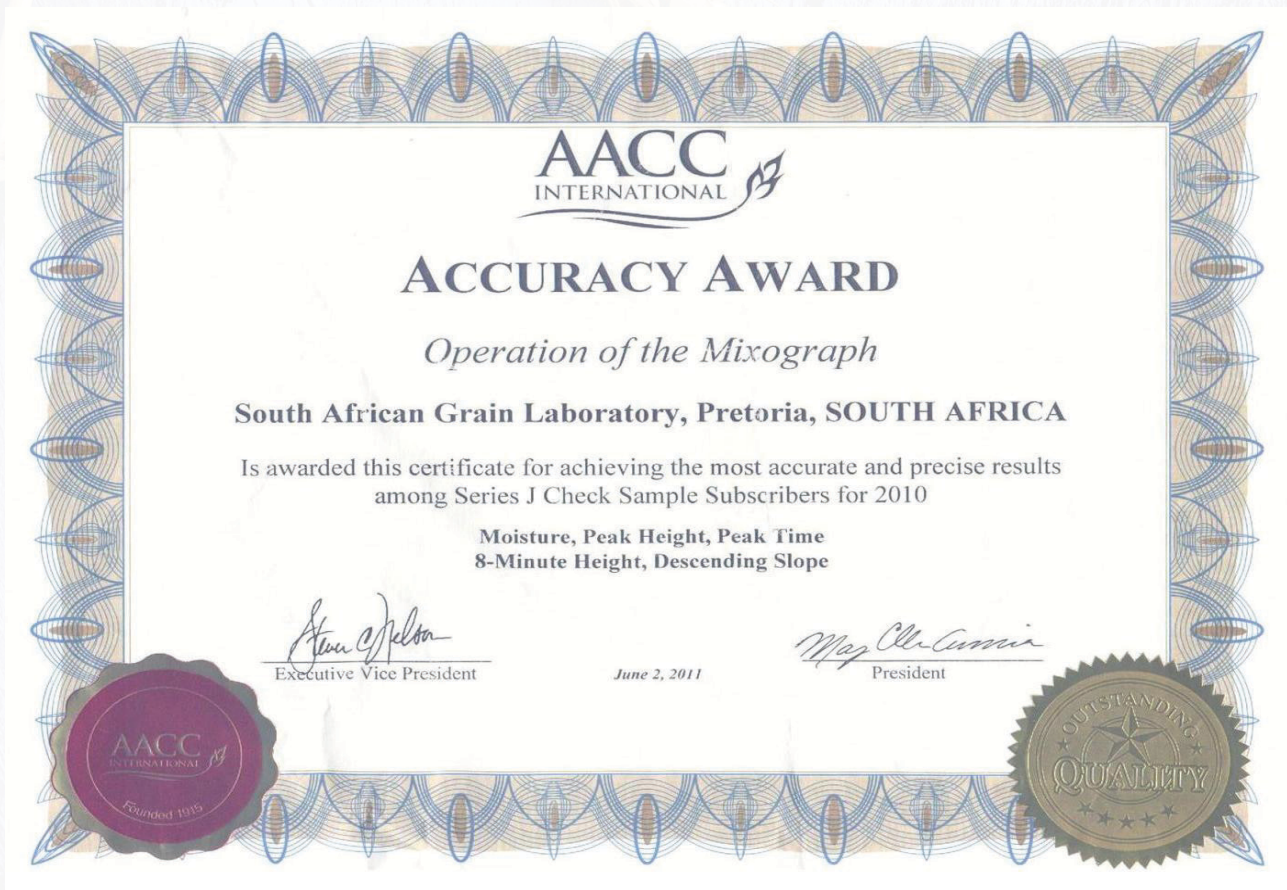 AACC
INTERNATIONAL
ACCURACY AWARD
Operation of the Mixograph
South African Grain Laboratory, Pretoria, SOUTH AFRICA
Is awarded this certificate for achieving the most accurate and precise results
among Series J Check Sample Subscribers for 2010
Moisture, Peak Height, Peak Time
8-Minute Height, Descending Slope
Executive Vice President
June 2, 2011
President
AACC
INTERNATIONAL
Founded 1915
OUTSTANDING
QUALITY